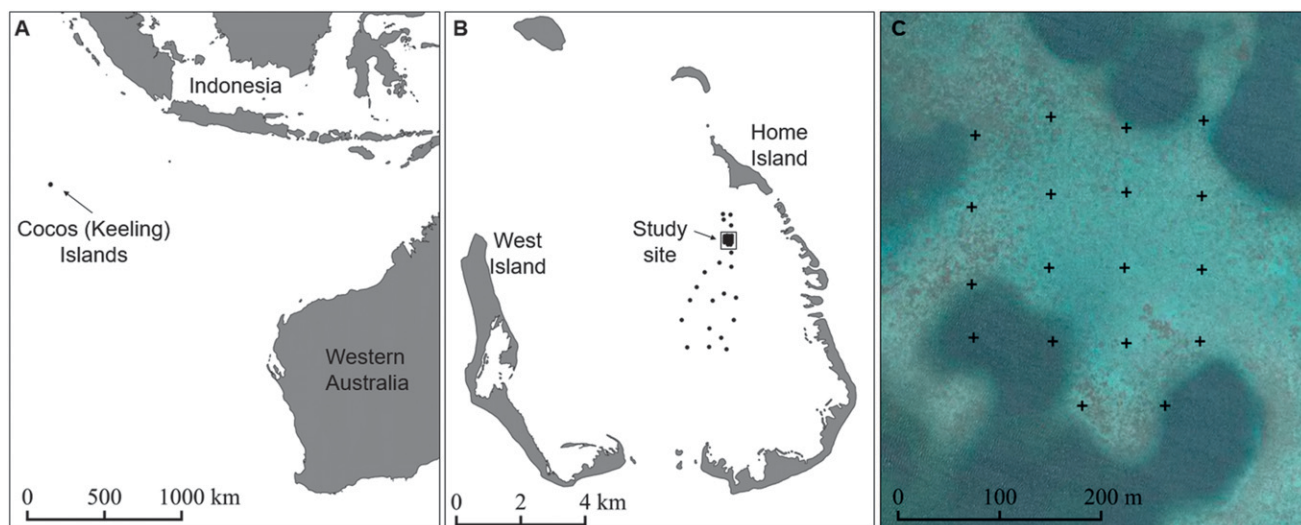 A
Indonesia
Cocos (Keeling)
Islands
Western
Australia
0 500 1000 km
B
Home
Island
Study
site
West
Island
0 2 4 km
C
0 100 200 m